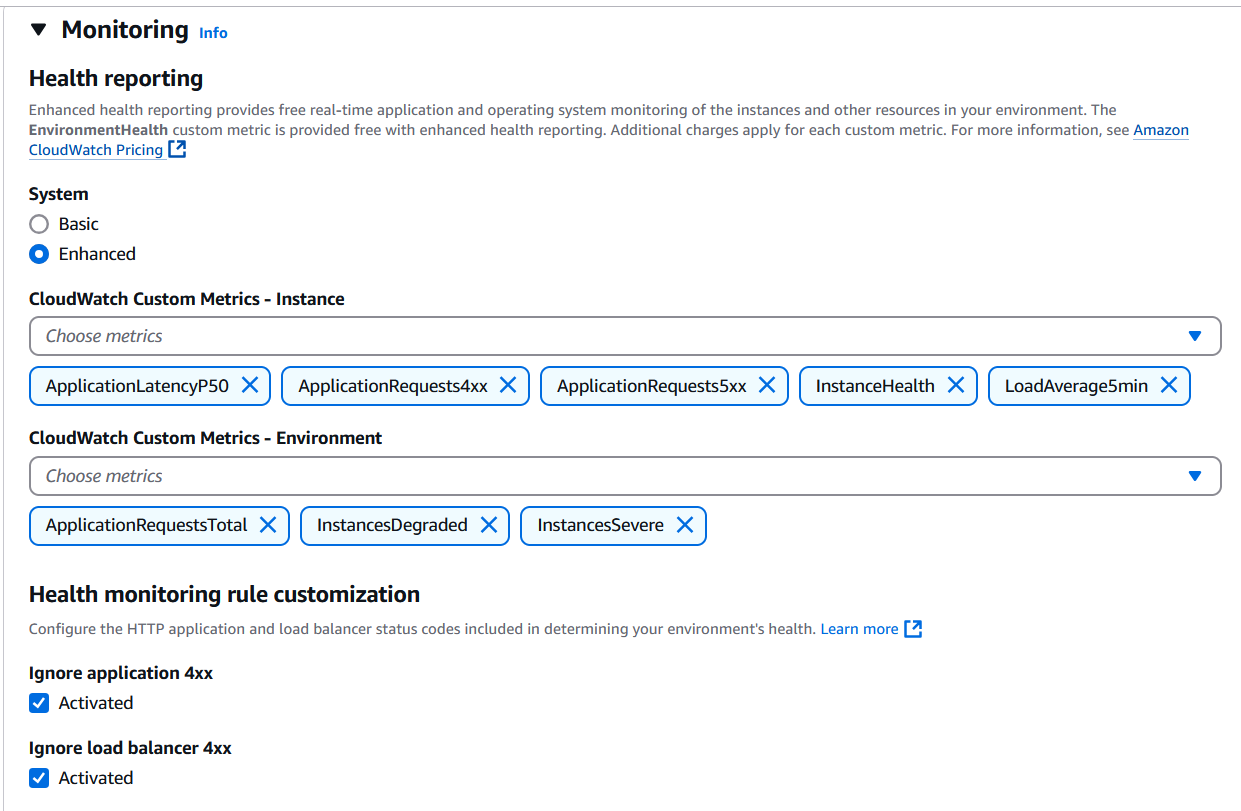 Monitoring Info
Health reporting
Enhanced health reporting provides free real-time application and operating system monitoring of the instances and other resources in your environment. The
EnvironmentHealth custom metric is provided free with enhanced health reporting. Additional charges apply for each custom metric. For more information, see Amazon
CloudWatch Pricing
System
Basic
Enhanced
CloudWatch Custom Metrics - Instance
Choose metrics
ApplicationLatencyP50 ApplicationRequests4xx ApplicationRequests5xx InstanceHealth LoadAverage5min
CloudWatch Custom Metrics - Environment
Choose metrics
ApplicationRequestsTotal InstancesDegraded InstancesSevere
Health monitoring rule customization
Configure the HTTP application and load balancer status codes included in determining your environment's health. Learn more
Ignore application 4xx
Activated
Ignore load balancer 4xx
Activated